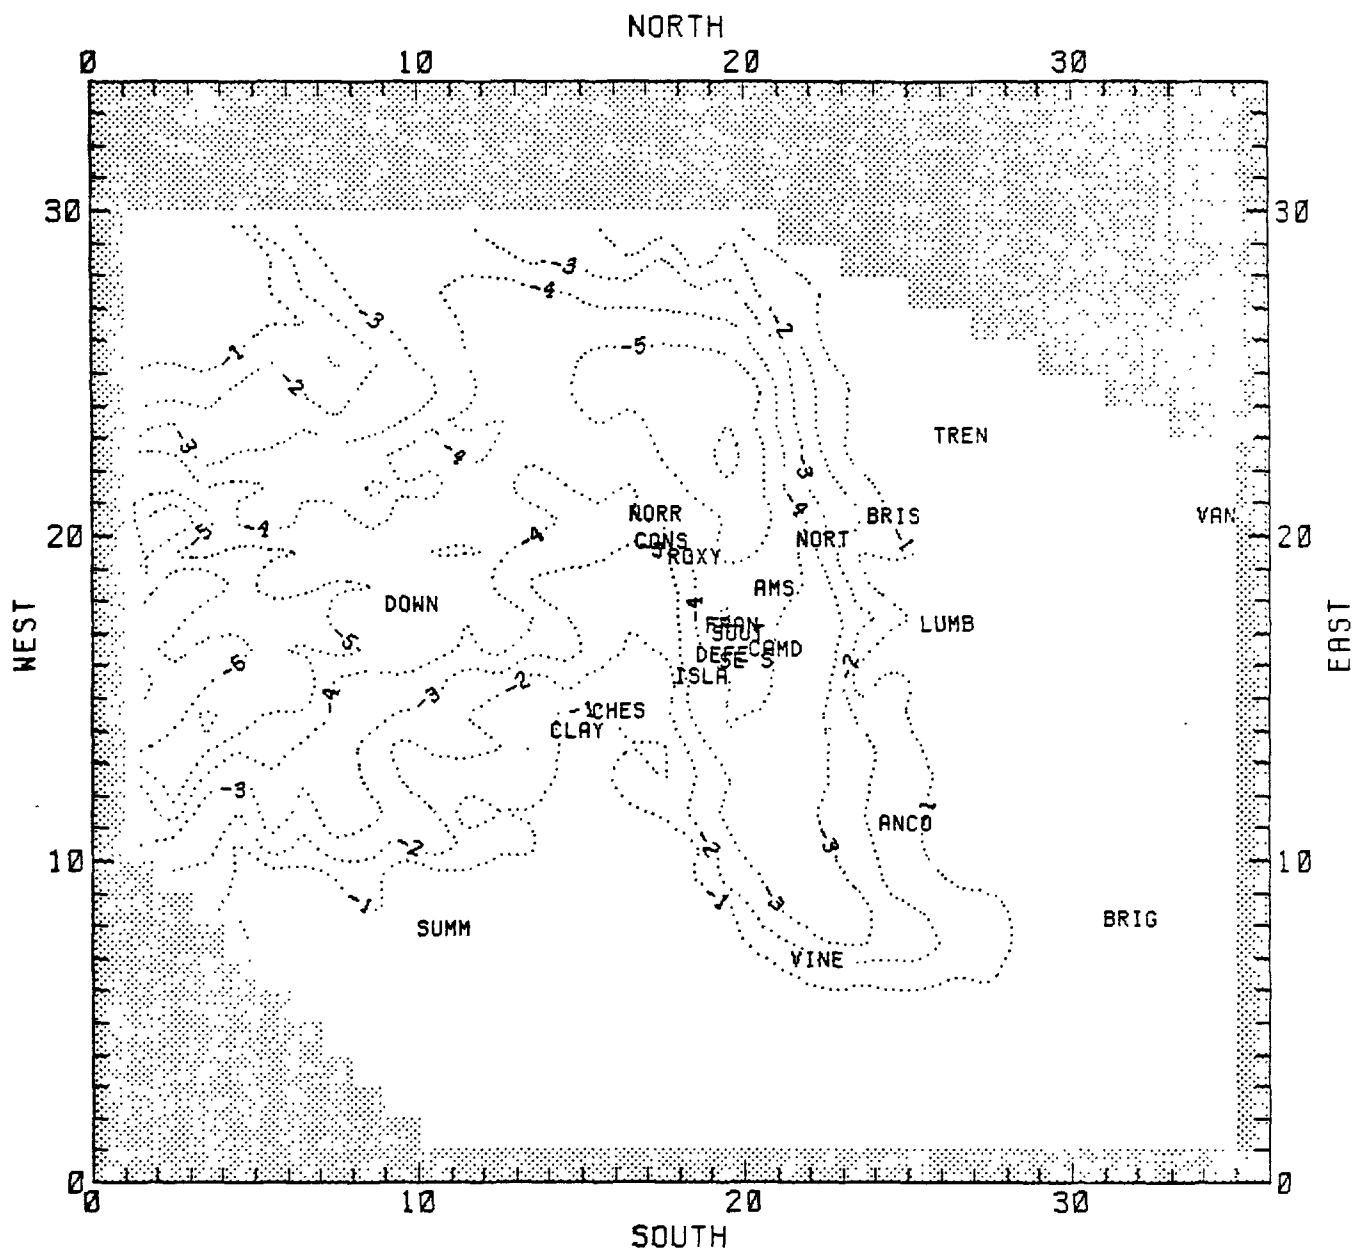 NORTH
0 10 20 30
30 30
-3
-4
-3 -2
-1 -5
-2
TREN
-3 -4 -3
-4
NORR BRIS VAN
-5 -4 -4 CONS NORT -1
20 20
ROXY
AMS
DOWN -4
LUMB
WEST EAST
-5 CAMD
-6 ISLA -2
-4 -3 -2
-1 CHES
CLAY
-3
ANCO
-2 -2 -3
10 10
-1 -1 -3
SUMM BRIG
VINE
0 0
0 10 20 30
SOUTH